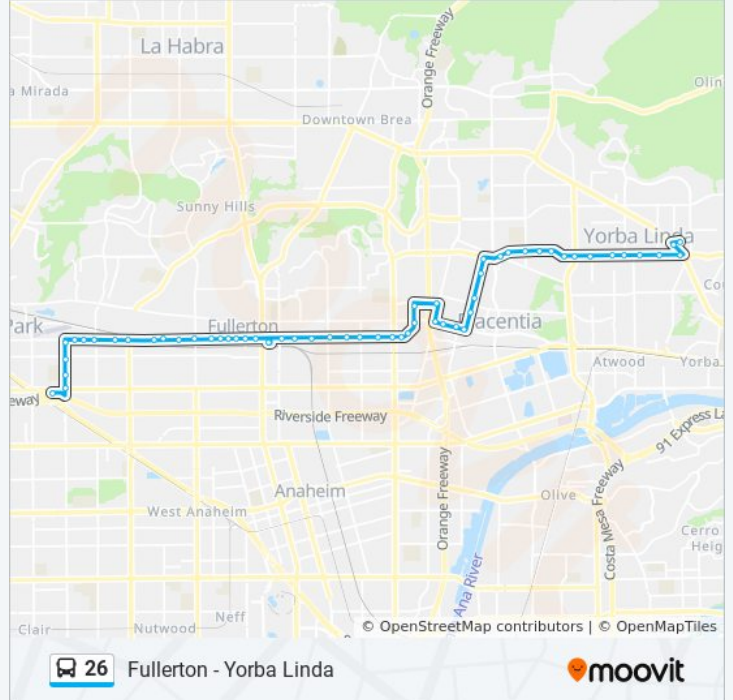 La Habra
Orange Freeway
a Mirada
Olin
Downtown Brea
Sunny Hills
Yorba Linda
Co
Park
Fullerton
acentia
Atwood
Yorba
eway
Riverside Freeway
91 Express La
Anaheim
Orange Freeway
Olive
Costa Mesa Freeway
West Anaheim
Cerro
Heig
Ana River
Neff
Clair
Nutwood
© OpenStreetMap contributors | © OpenMapTiles
26 Fullerton - Yorba Linda
moovit